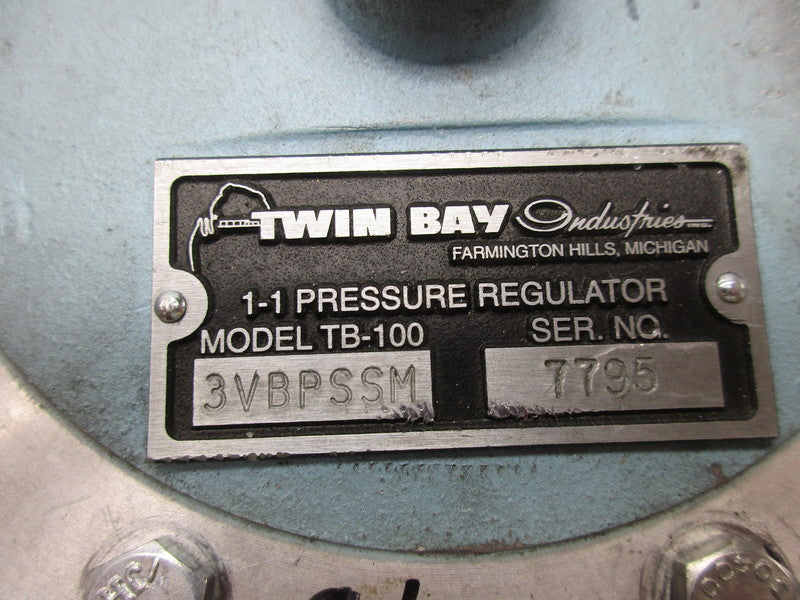 TWIN BAY Industries INC.
FARMINGTON HILLS, MICHIGAN
1-1 PRESSURE REGULATOR
MODEL TB-100 SER. NO.
3VBPSSM 7795